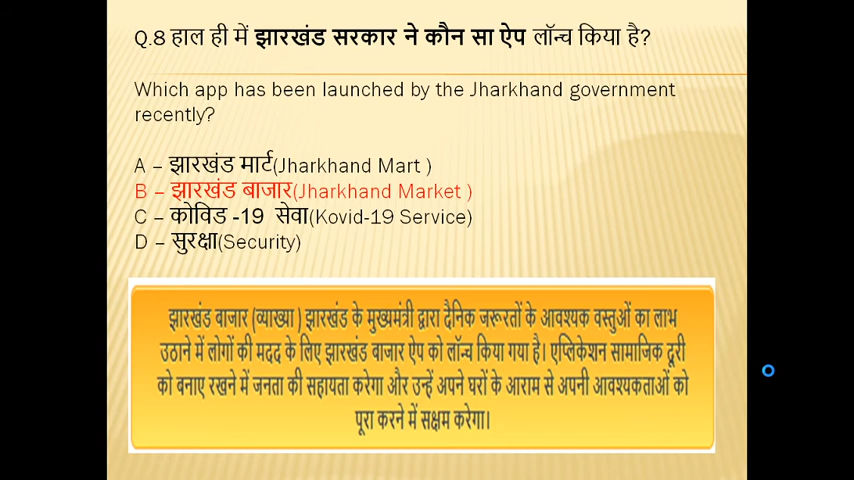 Q.8 हाल ही में झारखंड सरकार ने कौन सा ऐप लॉन्च किया है?
Which app has been launched by the Jharkhand government
recently?
A – झारखंड मार्ट(Jharkhand Mart )
B – झारखंड बाजार(Jharkhand Market )
C – कोविड -19 सेवा(Kovid-19 Service)
D – सुरक्षा(Security)
झारखंड बाजार (व्याख्या ) झारखंड के मुख्यमंत्री द्वारा दैनिक जरूरतों के आवश्यक वस्तुओं का लाभ
उठाने में लोगों की मदद के लिए झारखंड बाजार ऐप को लॉन्च किया गया है। एप्लिकेशन सामाजिक दूरी
को बनाए रखने में जनता की सहायता करेगा और उन्हें अपने घरों के आराम से अपनी आवश्यकताओं को
पूरा करने में सक्षम करेगा।